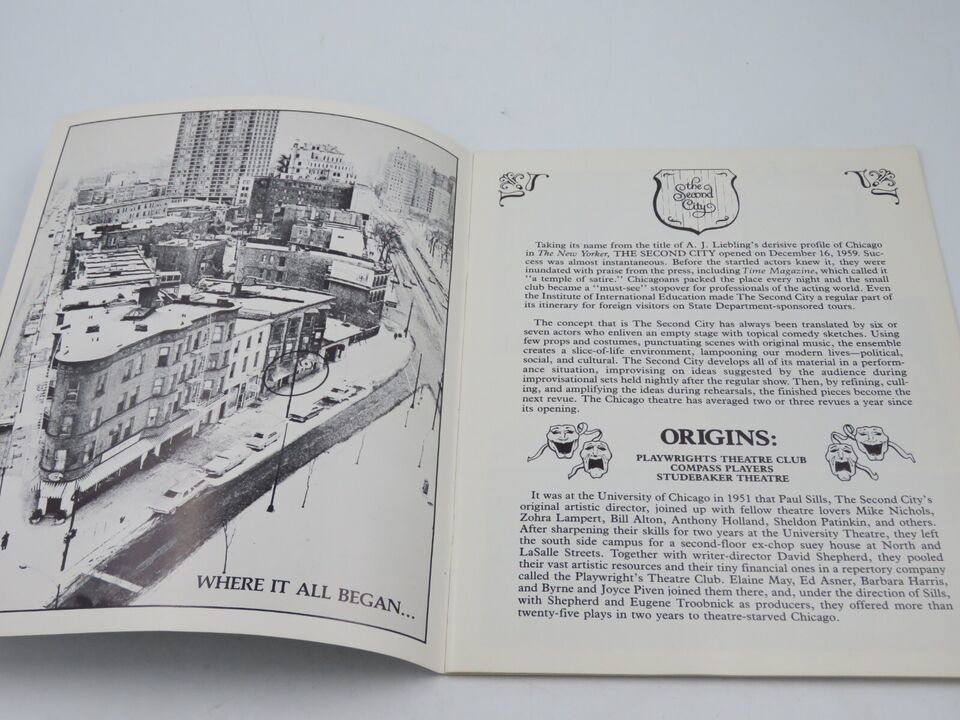 WHERE IT ALL BEGAN...
the
Second
City
Taking its name from the title of A. J. Liebling's derisive profile of Chicago
in The New Yorker, THE SECOND CITY opened on December 16, 1959. Suc-
cess was almost instantaneous. Before the startled actors knew it, they were
inundated with praise from the press, including Time Magazine, which called it
"a temple of satire." Chicagoans packed the place every night and the small
club became a "must-see" stopover for professionals of the acting world. Even
the Institute of International Education made The Second City a regular part of
its itinerary for foreign visitors on State Department-sponsored tours.
The concept that is The Second City has always been translated by six or
seven actors who enliven an empty stage with topical comedy sketches. Using
few props and costumes, punctuating scenes with original music, the ensemble
creates a slice-of-life environment, lampooning our modern lives—political,
social, and cultural. The Second City develops all of its material in a perform-
ance situation, improvising on ideas suggested by the audience during
improvisational sets held nightly after the regular show. Then, by refining, cull-
ing, and amplifying the ideas during rehearsals, the finished pieces become the
next revue. The Chicago theatre has averaged two or three revues a year since
its opening.
ORIGINS:
PLAYWRIGHTS THEATRE CLUB
COMPASS PLAYERS
STUDEBAKER THEATRE
It was at the University of Chicago in 1951 that Paul Sills, The Second City's
original artistic director, joined up with fellow theatre lovers Mike Nichols,
Zohra Lampert, Bill Alton, Anthony Holland, Sheldon Patinkin, and others.
After sharpening their skills for two years at the University Theatre, they left
the south side campus for a second-floor ex-chop suey house at North and
LaSalle Streets. Together with writer-director David Shepherd, they pooled
their vast artistic resources and their tiny financial ones in a repertory company
called the Playwright's Theatre Club. Elaine May, Ed Asner, Barbara Harris,
and Byrne and Joyce Piven joined them there, and, under the direction of Sills,
with Shepherd and Eugene Troobnick as producers, they offered more than
twenty-five plays in two years to theatre-starved Chicago.